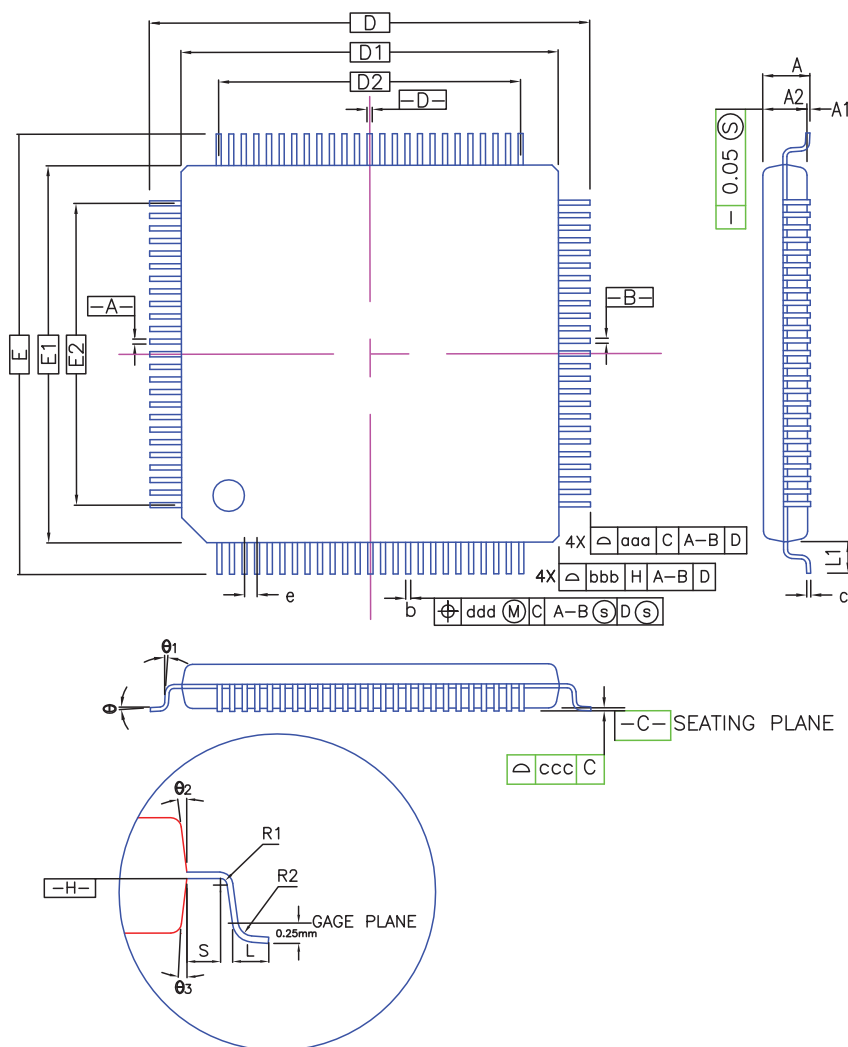 D
D1
D2
-D-
A
A2
A1
0.05 Ⓢ
-A-
-B-
E
E1
E2
4X ⌓ aaa C A-B D
4X ⌓ bbb H A-B D
e
b ⌖ ddd Ⓜ C A-B Ⓢ D Ⓢ
L1
c
θ1
θ
-C- SEATING PLANE
⌓ ccc C
θ2
R1
-H-
R2
GAGE PLANE
0.25mm
S
L
θ3